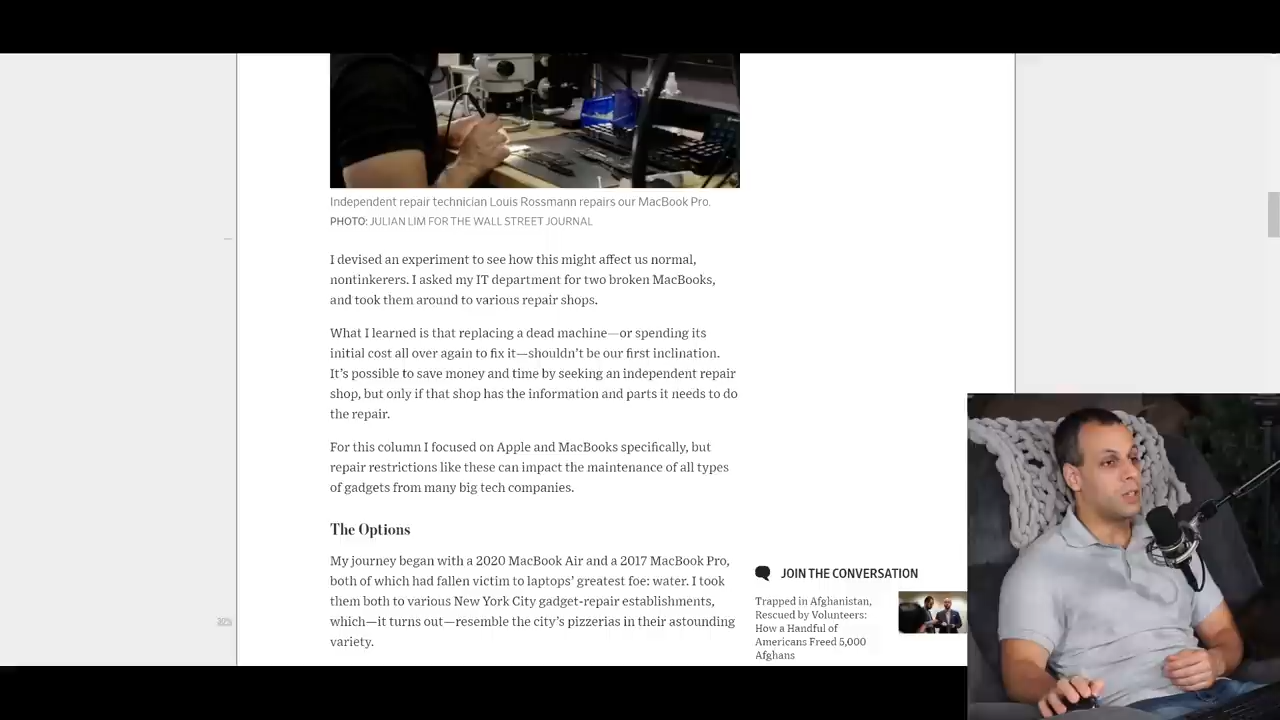 Independent repair technician Louis Rossmann repairs our MacBook Pro.
PHOTO: JULIAN LIM FOR THE WALL STREET JOURNAL
I devised an experiment to see how this might affect us normal,
nontinkerers. I asked my IT department for two broken MacBooks,
and took them around to various repair shops.
What I learned is that replacing a dead machine—or spending its
initial cost all over again to fix it—shouldn't be our first inclination.
It's possible to save money and time by seeking an independent repair
shop, but only if that shop has the information and parts it needs to do
the repair.
For this column I focused on Apple and MacBooks specifically, but
repair restrictions like these can impact the maintenance of all types
of gadgets from many big tech companies.
The Options
My journey began with a 2020 MacBook Air and a 2017 MacBook Pro,
both of which had fallen victim to laptops' greatest foe: water. I took
them both to various New York City gadget-repair establishments,
which—it turns out—resemble the city's pizzerias in their astounding
variety.
JOIN THE CONVERSATION
Trapped in Afghanistan,
Rescued by Volunteers:
How a Handful of
Americans Freed 5,000
Afghans